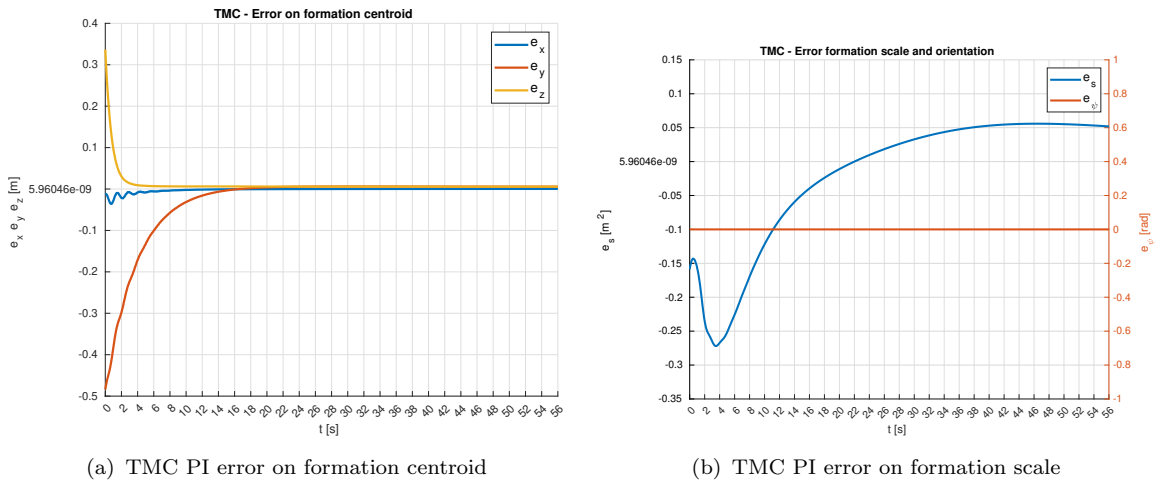 TMC - Error on formation centroid
0.4
0.3
0.2
0.1
5.96046e-09
-0.1
-0.2
-0.3
-0.4
-0.5
e_x e_y e_z [m]
e_x
e_y
e_z
0 2 4 6 8 10 12 14 16 18 20 22 24 26 28 30 32 34 36 38 40 42 44 46 48 50 52 54 56
t [s]
(a) TMC PI error on formation centroid
TMC - Error formation scale and orientation
0.15
0.1
0.05
5.96046e-09
-0.05
-0.1
-0.15
-0.2
-0.25
-0.3
-0.35
e_s [m^2]
e_s
e_ψ
1
0.8
0.6
0.4
0.2
0
-0.2
-0.4
-0.6
-0.8
-1
e_ψ [rad]
0 2 4 6 8 10 12 14 16 18 20 22 24 26 28 30 32 34 36 38 40 42 44 46 48 50 52 54 56
t [s]
(b) TMC PI error on formation scale